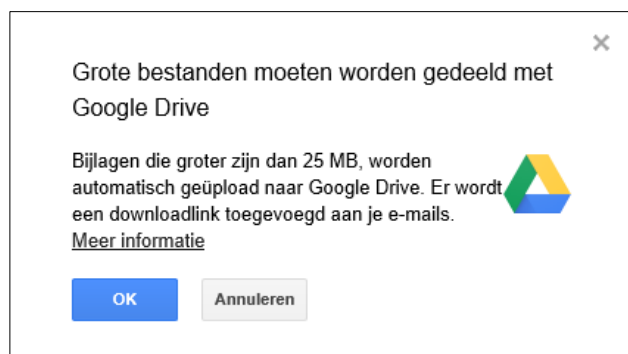 Grote bestanden moeten worden gedeeld met
Google Drive
Bijlagen die groter zijn dan 25 MB, worden
automatisch geüpload naar Google Drive. Er wordt
een downloadlink toegevoegd aan je e-mails.
Meer informatie
OK
Annuleren